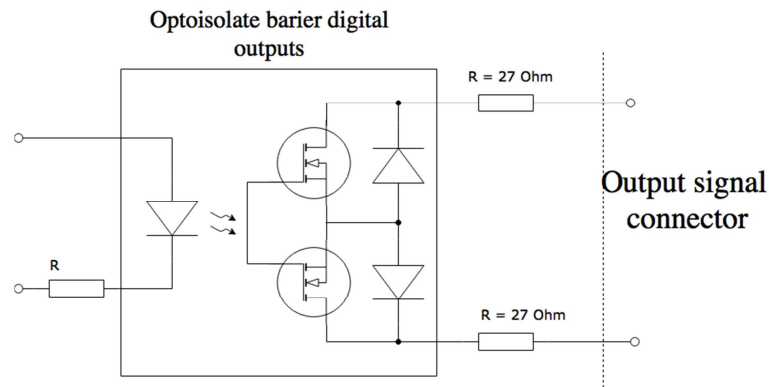 Optoisolate barier digital
outputs
R = 27 Ohm
Output signal
connector
R
R = 27 Ohm